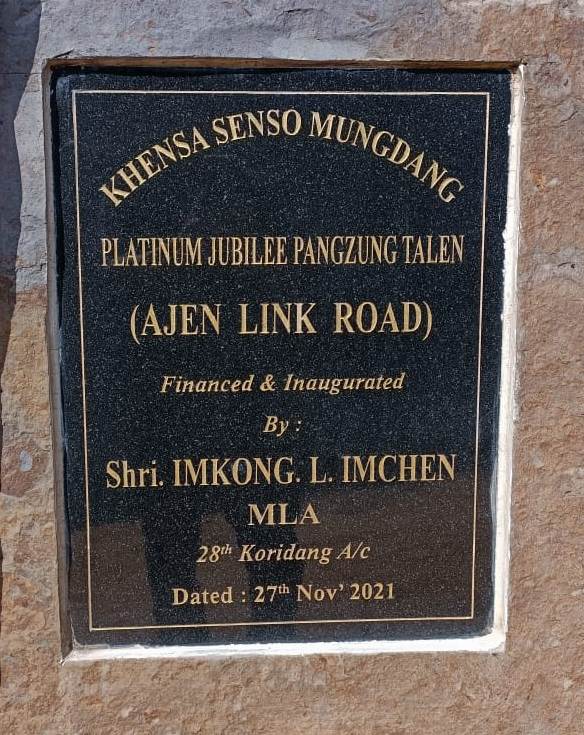 KHENSA SENSO MUNGDANG
PLATINUM JUBILEE PANGZUNG TALEN
(AJEN LINK ROAD)
Financed & Inaugurated
By :
Shri. IMKONG. L. IMCHEN
MLA
28th Koridang A/c
Dated : 27th Nov' 2021